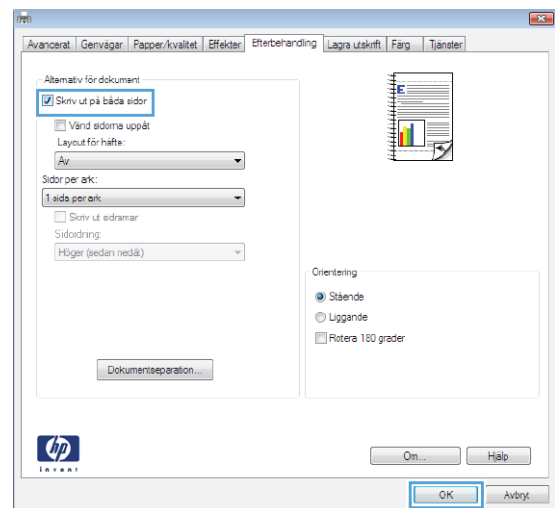 Avancerat Genvägar Papper/kvalitet Effekter Efterbehandling Lagra utskrift Färg Tjänster
Alternativ för dokument
Skriv ut på båda sidor
Vänd sidorna uppåt
Layout för häfte:
Av
Sidor per ark:
1 sida per ark
Skriv ut sidramar
Sidordning:
Höger (sedan nedåt)
Dokumentseparation...
E
Orientering
Stående
Liggande
Rotera 180 grader
hp
invent
Om... Hjälp
OK Avbryt